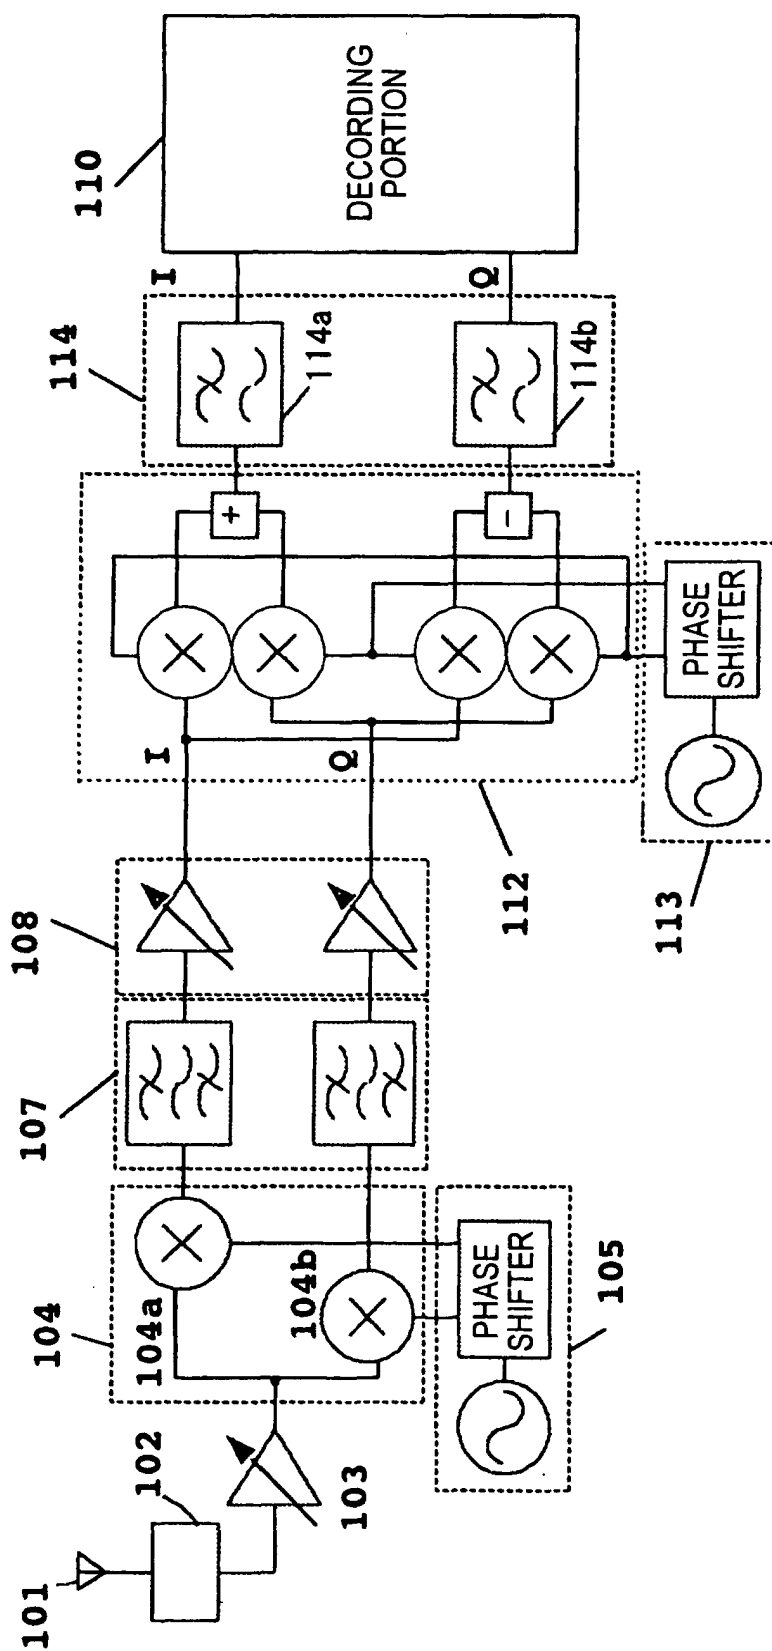 101
102
103
104
104a
104b
PHASE
SHIFTER
105
107
108
I
Q
112
+
-
PHASE
SHIFTER
113
114
114a
114b
I
Q
110
DECORDING
PORTION